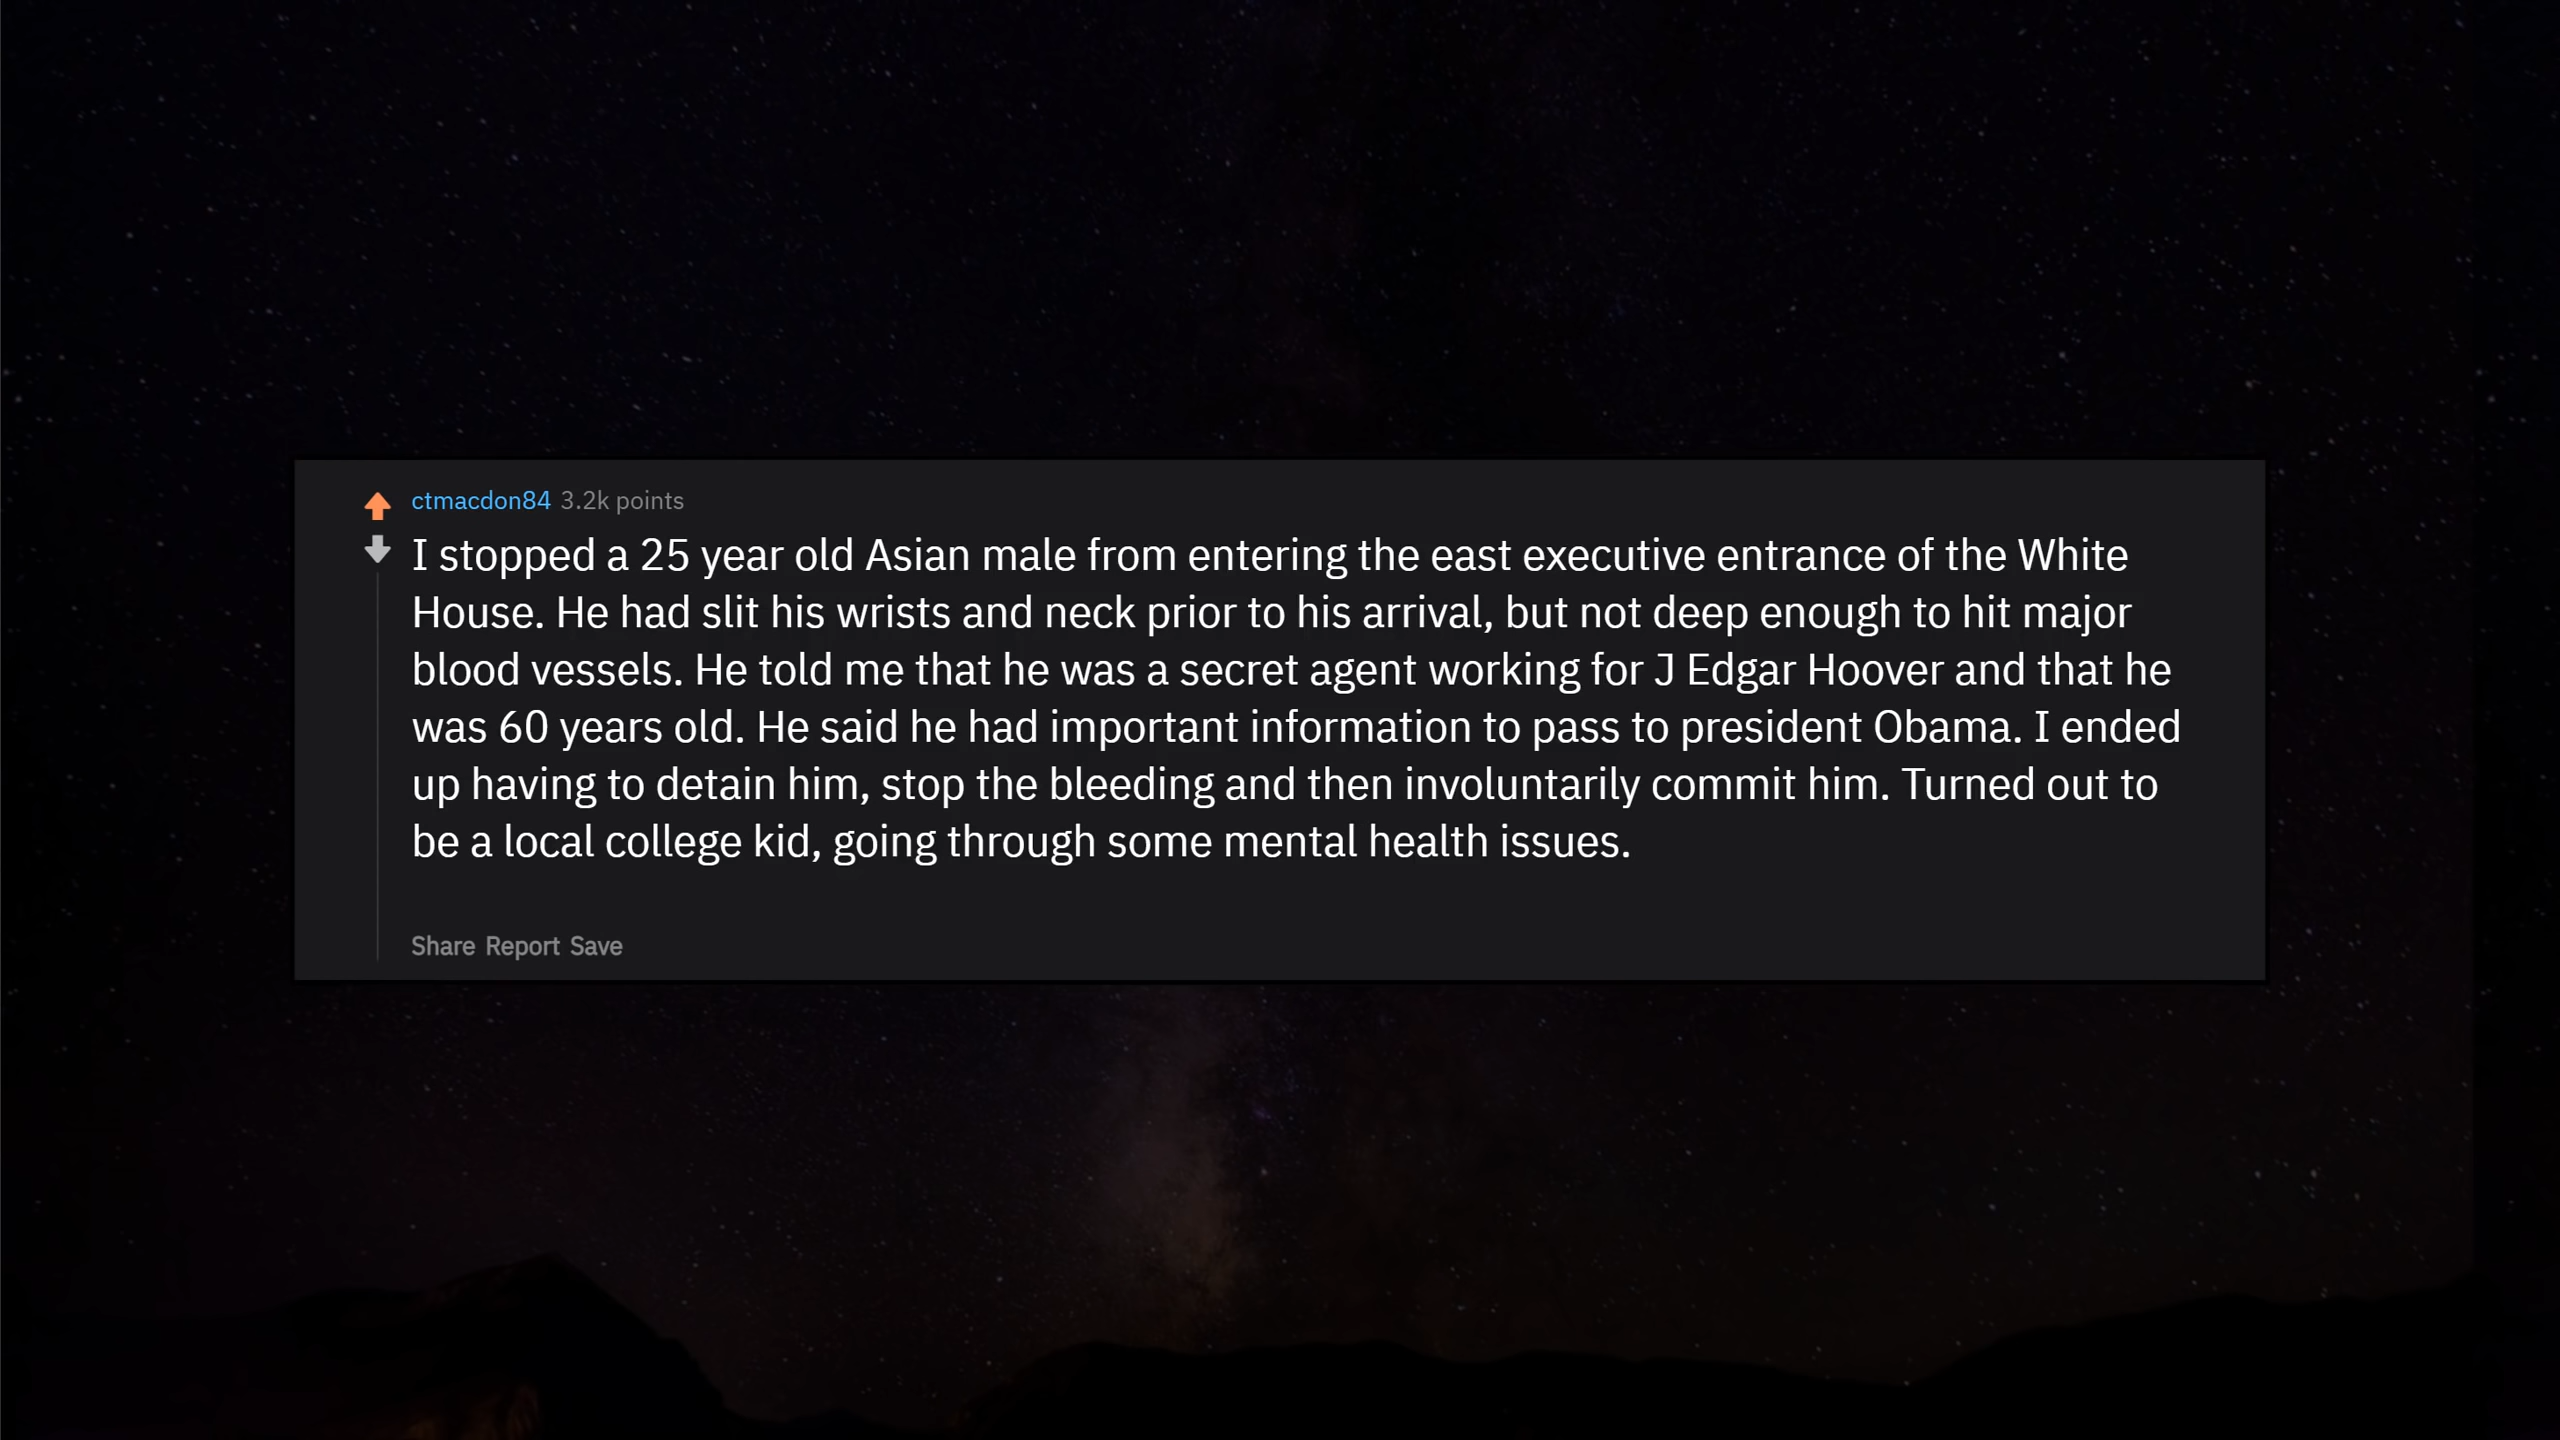 ctmacdon84 3.2k points
I stopped a 25 year old Asian male from entering the east executive entrance of the White
House. He had slit his wrists and neck prior to his arrival, but not deep enough to hit major
blood vessels. He told me that he was a secret agent working for J Edgar Hoover and that he
was 60 years old. He said he had important information to pass to president Obama. I ended
up having to detain him, stop the bleeding and then involuntarily commit him. Turned out to
be a local college kid, going through some mental health issues.
Share Report Save